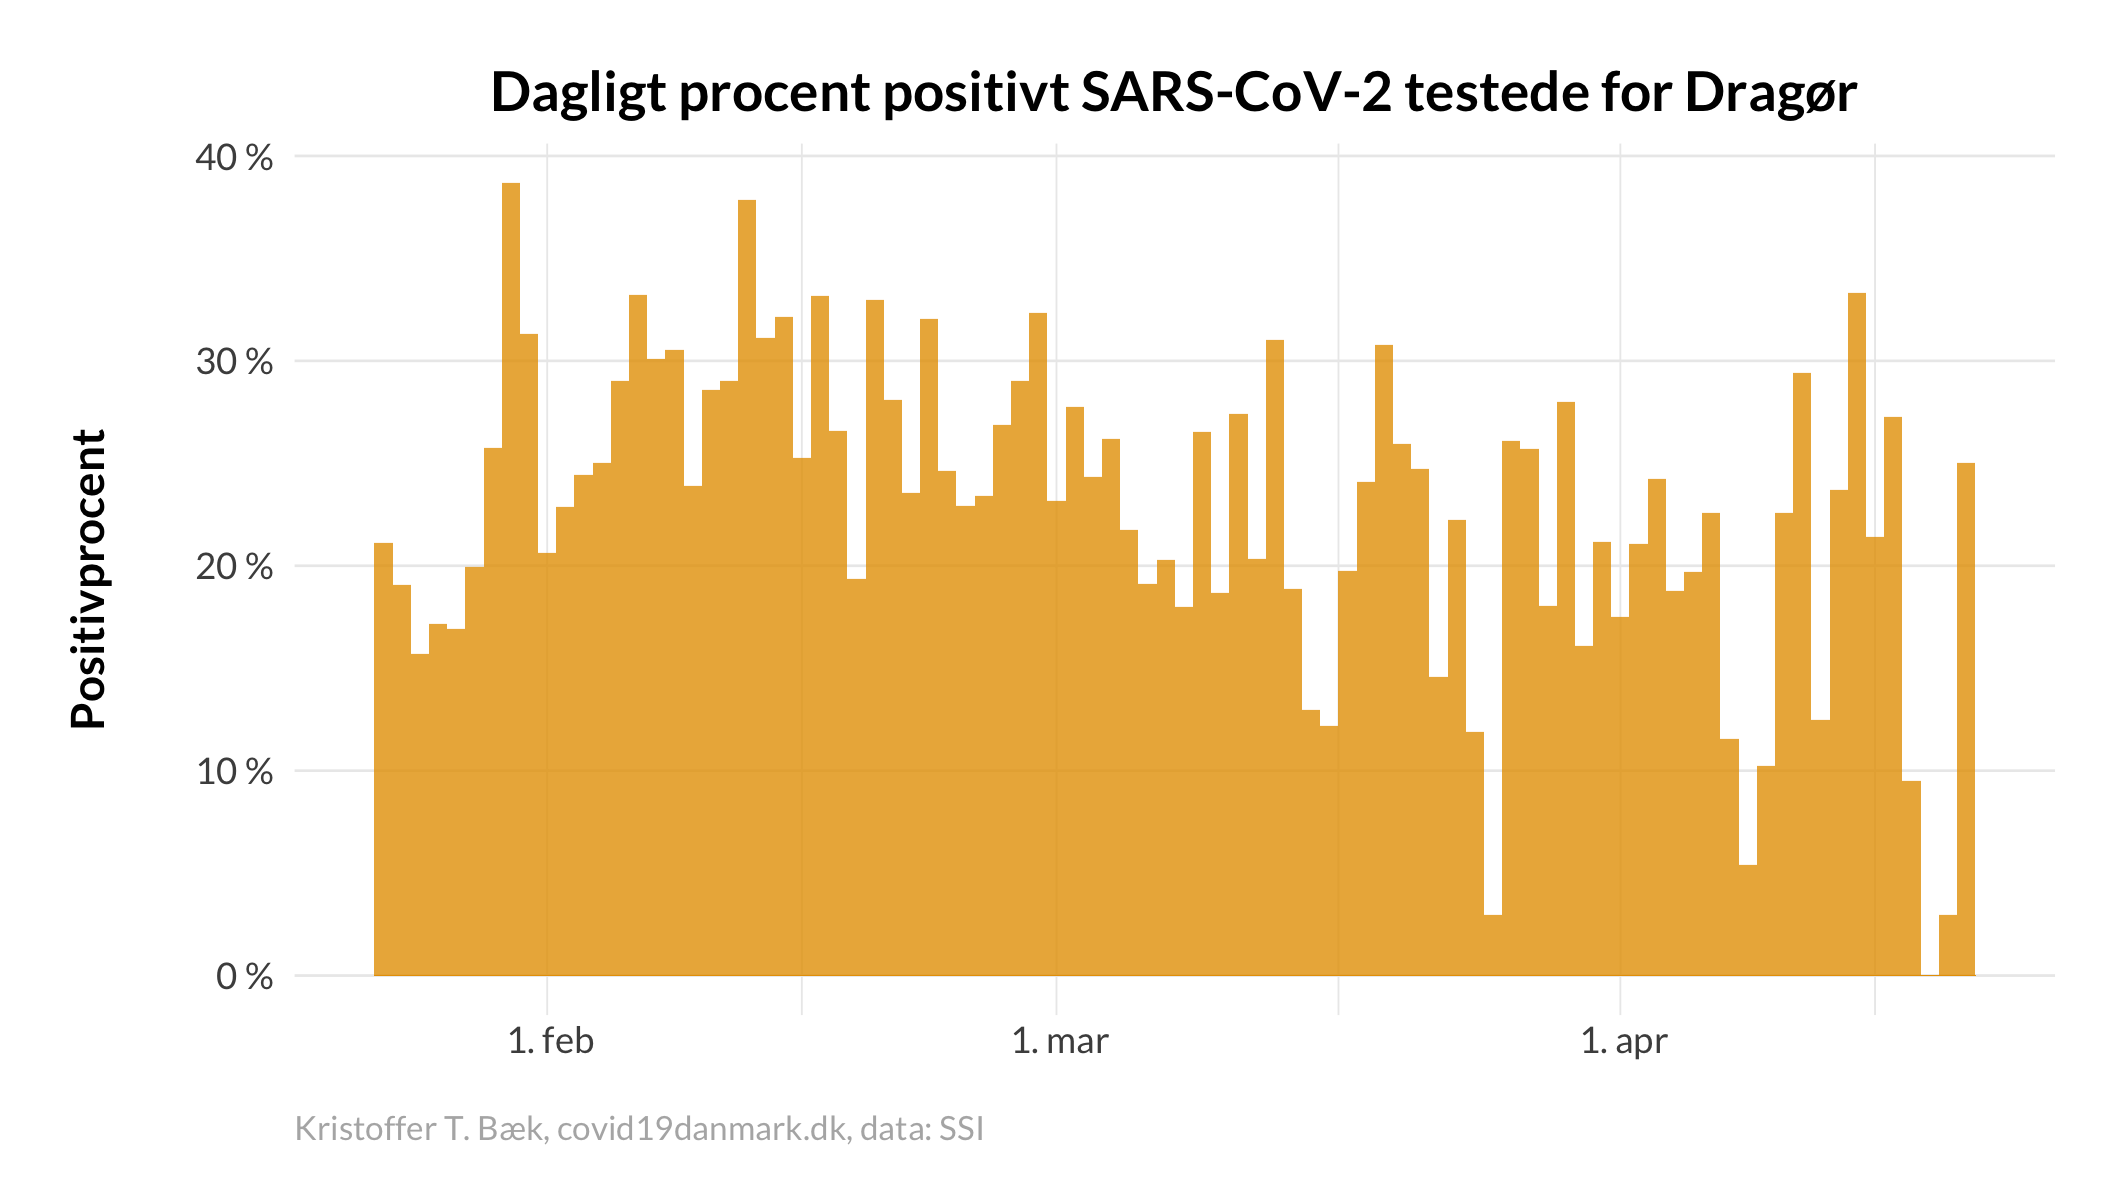 Dagligt procent positivt SARS-CoV-2 testede for Dragør
Positivprocent
40 %
30 %
20 %
10 %
0 %
1. feb
1. mar
1. apr
Kristoffer T. Bæk, covid19danmark.dk, data: SSI